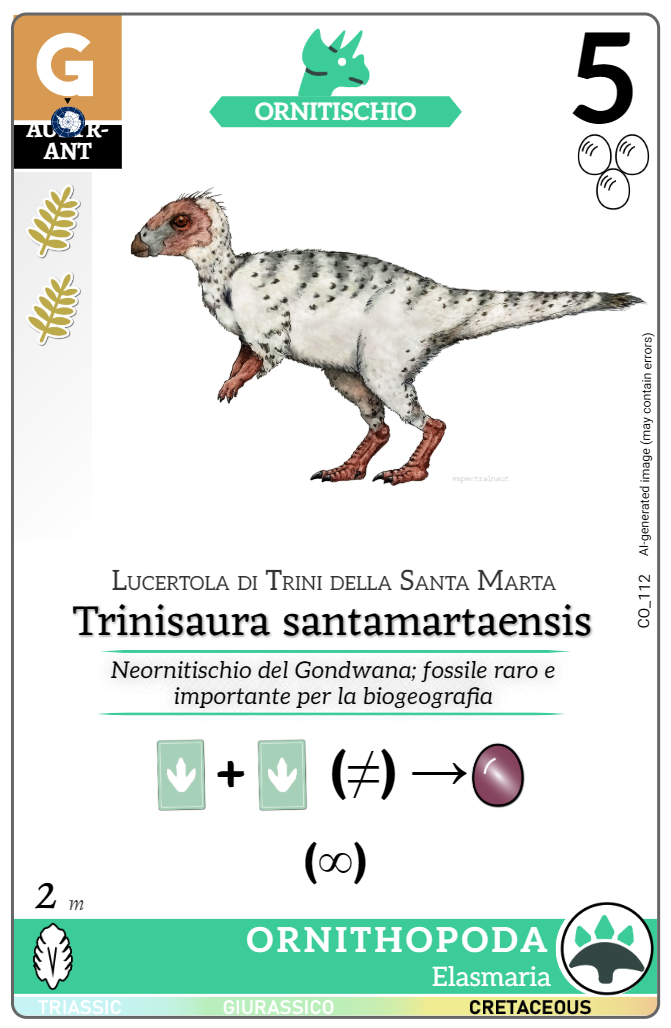 G
ORNITISCHIO
5
AUSTR-
ANT
AI-generated image (may contain errors)
CO_112
Lucertola di Trini della Santa Marta
Trinisaura santamartaensis
Neornitischio del Gondwana; fossile raro e
importante per la biogeografia
+ (≠) →
(∞)
2 m
ORNITHOPODA
Elasmaria
TRIASSIC GIURASSICO CRETACEOUS